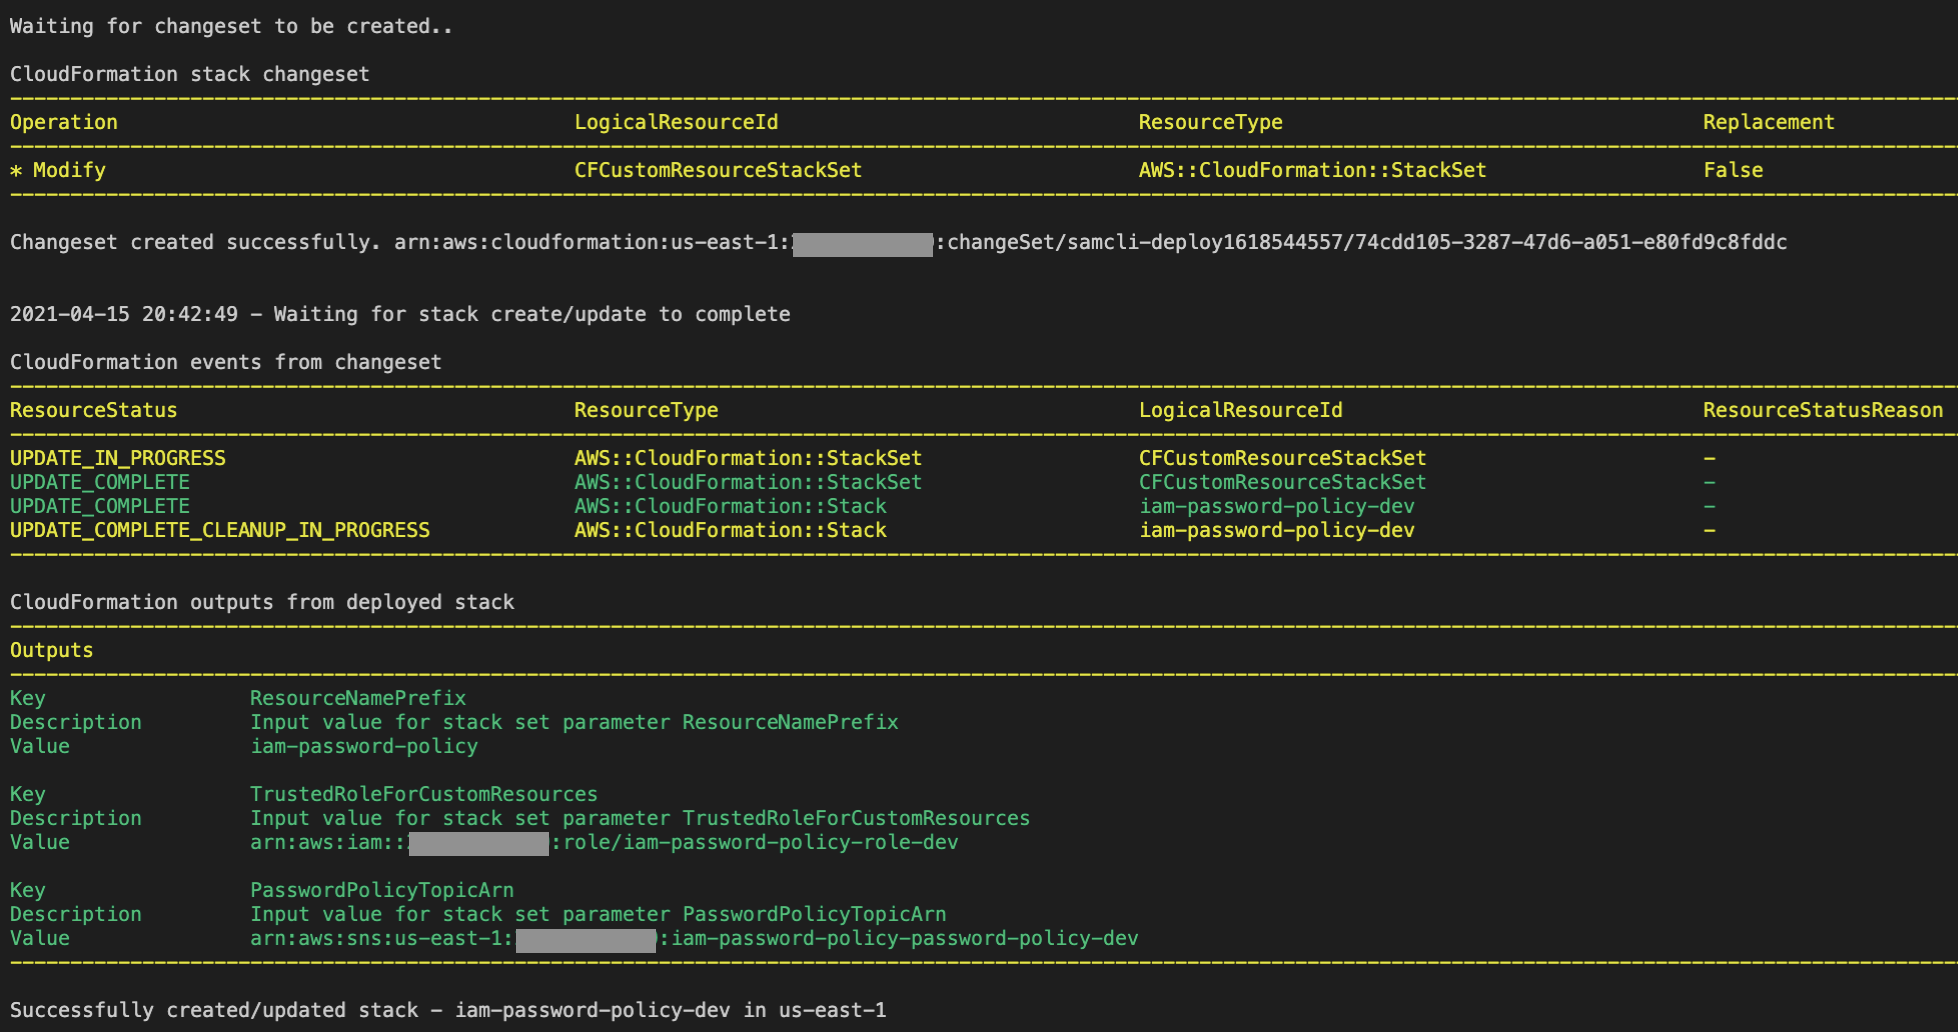 Waiting for changeset to be created..
CloudFormation stack changeset
Operation LogicalResourceId ResourceType Replacement
* Modify CFCustomResourceStackSet AWS::CloudFormation::StackSet False
Changeset created successfully. arn:aws:cloudformation:us-east-1: :changeSet/samcli-deploy1618544557/74cdd105-3287-47d6-a051-e80fd9c8fddc
2021-04-15 20:42:49 - Waiting for stack create/update to complete
CloudFormation events from changeset
ResourceStatus ResourceType LogicalResourceId ResourceStatusReason
UPDATE_IN_PROGRESS AWS::CloudFormation::StackSet CFCustomResourceStackSet -
UPDATE_COMPLETE AWS::CloudFormation::StackSet CFCustomResourceStackSet -
UPDATE_COMPLETE AWS::CloudFormation::Stack iam-password-policy-dev -
UPDATE_COMPLETE_CLEANUP_IN_PROGRESS AWS::CloudFormation::Stack iam-password-policy-dev -
CloudFormation outputs from deployed stack
Outputs
Key ResourceNamePrefix
Description Input value for stack set parameter ResourceNamePrefix
Value iam-password-policy
Key TrustedRoleForCustomResources
Description Input value for stack set parameter TrustedRoleForCustomResources
Value arn:aws:iam:: :role/iam-password-policy-role-dev
Key PasswordPolicyTopicArn
Description Input value for stack set parameter PasswordPolicyTopicArn
Value arn:aws:sns:us-east-1: :iam-password-policy-password-policy-dev
Successfully created/updated stack - iam-password-policy-dev in us-east-1